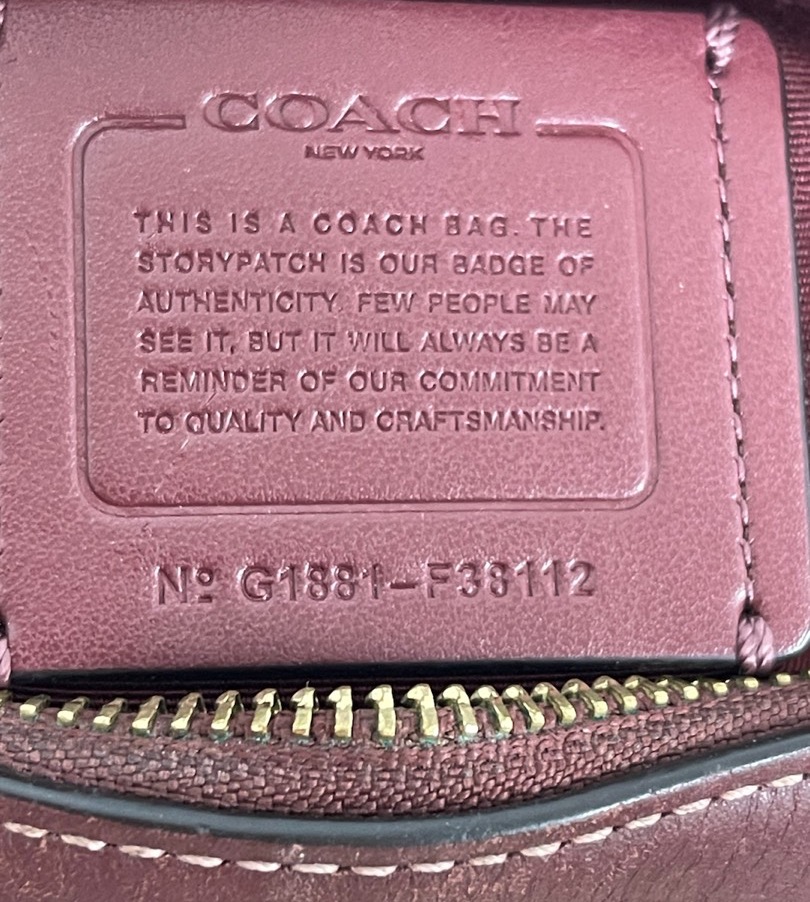 COACH
NEW YORK
THIS IS A COACH BAG. THE
STORYPATCH IS OUR BADGE OF
AUTHENTICITY. FEW PEOPLE MAY
SEE IT, BUT IT WILL ALWAYS BE A
REMINDER OF OUR COMMITMENT
TO QUALITY AND CRAFTSMANSHIP.
Nº G1881-F38112